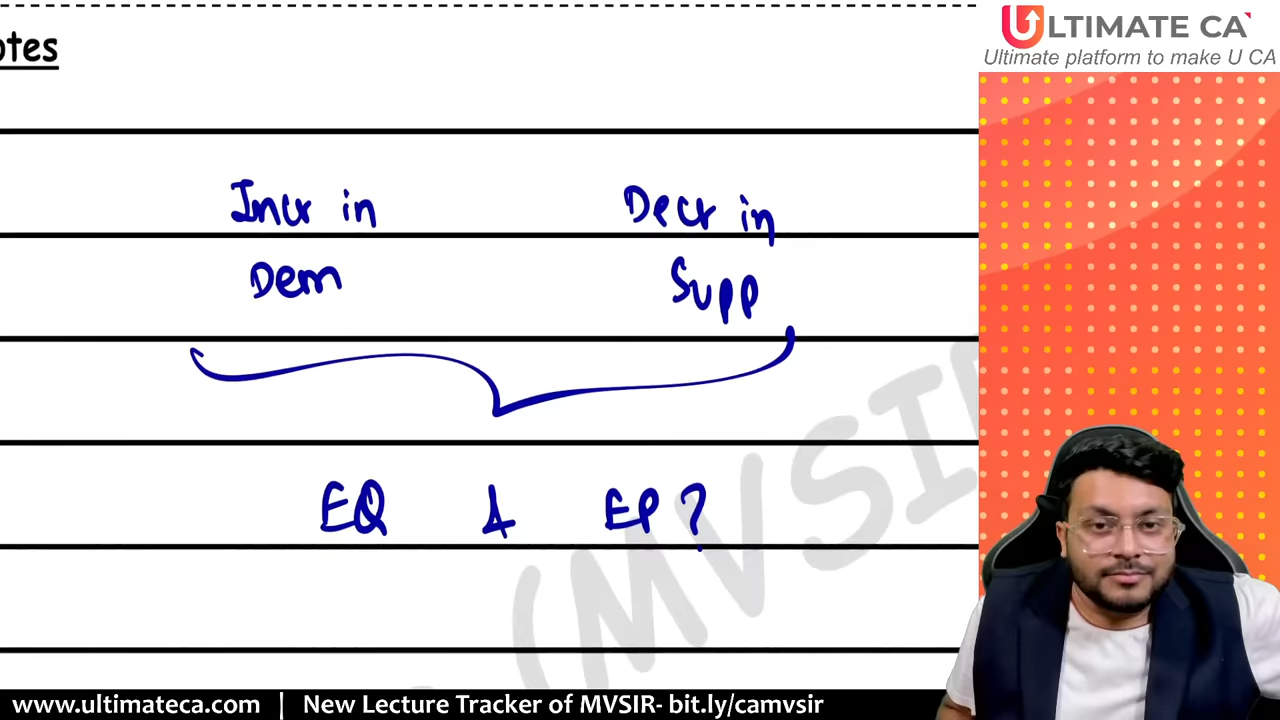 otes
ULTIMATE CA
Ultimate platform to make U CA
Incr in
Decr in
Dem
Supp
EQ & EP?
(MVSIR
www.ultimateca.com | New Lecture Tracker of MVSIR- bit.ly/camvsir